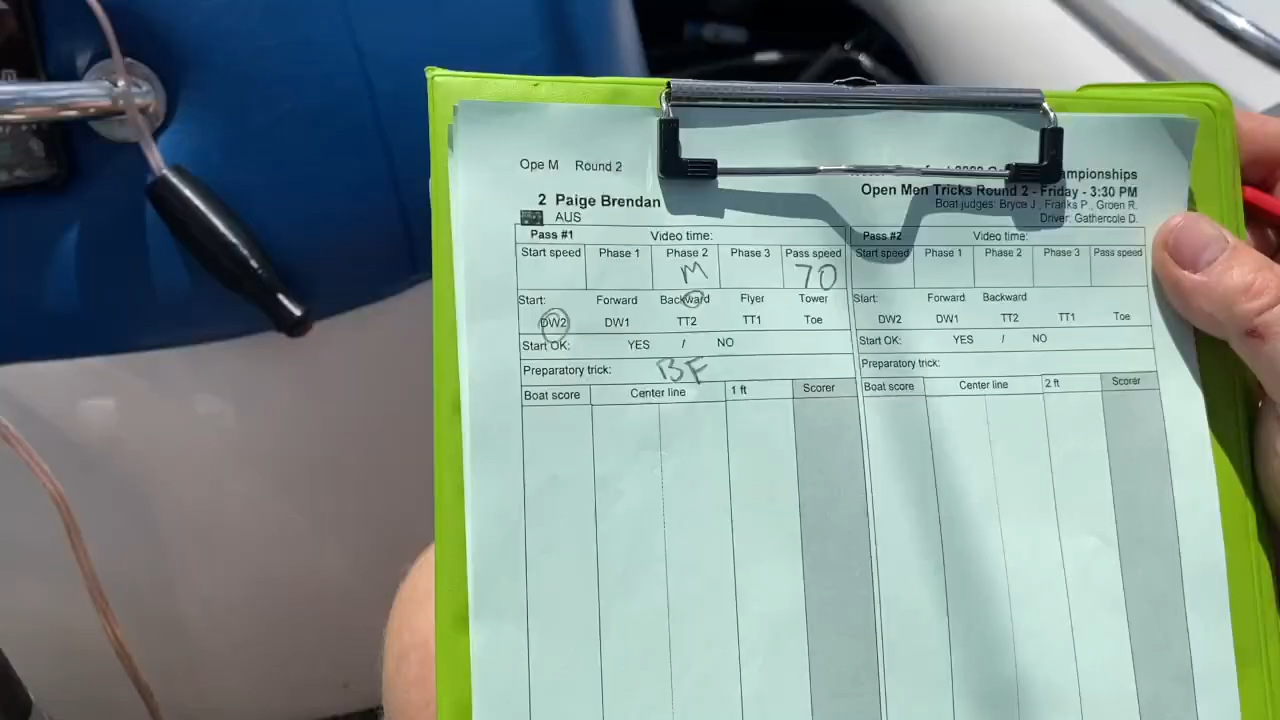 Ope M Round 2
ampionships
Open Men Tricks Round 2 - Friday - 3:30 PM
2 Paige Brendan
Boat judges: Bryce J., Franks P., Groen R.
AUS
Driver: Gathercole D.
Pass #1 Video time: Pass #2 Video time:
Start speed Phase 1 Phase 2 Phase 3 Pass speed Start speed Phase 1 Phase 2 Phase 3 Pass speed
M 70
Start: Forward Backward Flyer Tower Start: Forward Backward
DW2 DW1 TT2 TT1 Toe DW2 DW1 TT2 TT1 Toe
Start OK: YES / NO Start OK: YES / NO
Preparatory trick: BF Preparatory trick:
Boat score Center line 1 ft Scorer Boat score Center line 2 ft Scorer